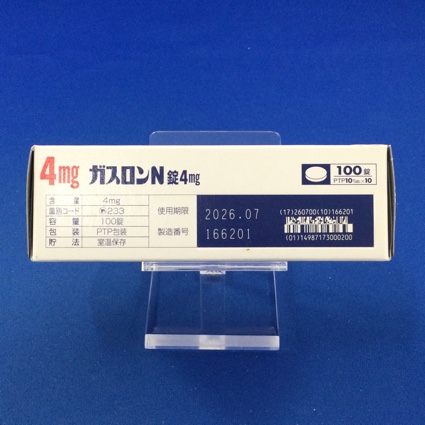 4mg ガスロンN錠4mg
100錠
PTP10錠×10
含量 4mg
識別コード 233
容量 100錠
包装 PTP包装
貯法 室温保存
使用期限 2026.07
製造番号 166201
(17)260700(10)166201
(01)14987173000200